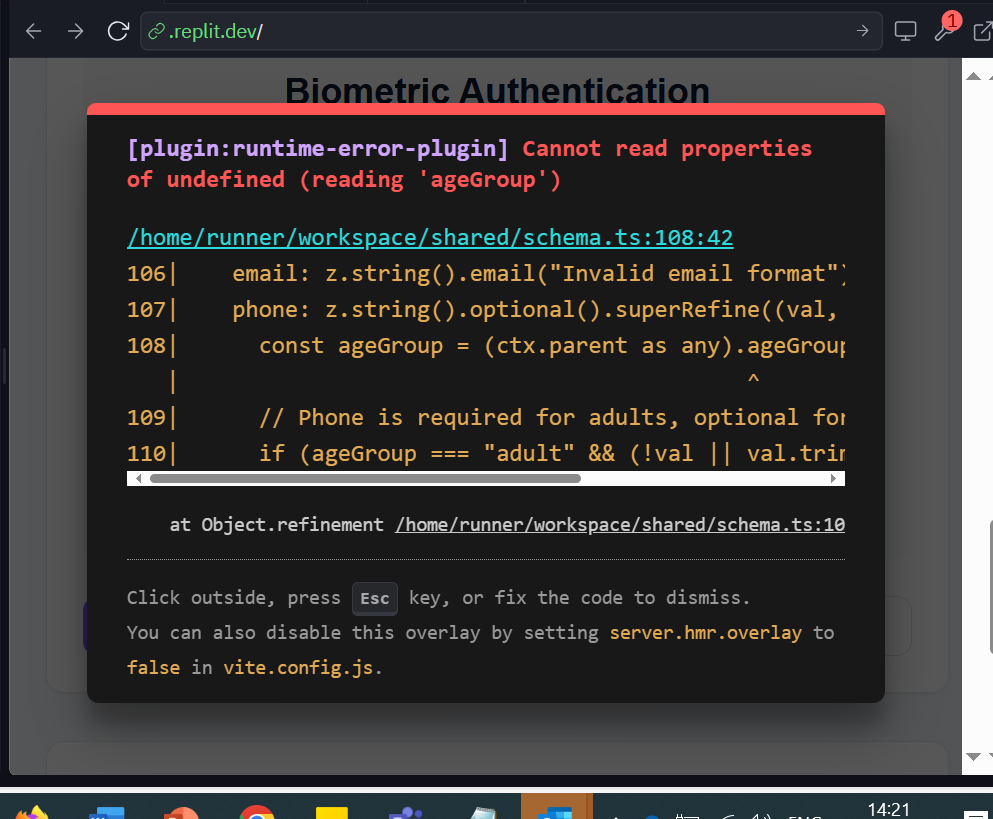 .replit.dev/
1
Biometric Authentication
[plugin:runtime-error-plugin] Cannot read properties
of undefined (reading 'ageGroup')
/home/runner/workspace/shared/schema.ts:108:42
106|    email: z.string().email("Invalid email format")
107|    phone: z.string().optional().superRefine((val,
108|      const ageGroup = (ctx.parent as any).ageGroup
|                                           ^
109|      // Phone is required for adults, optional for
110|      if (ageGroup === "adult" && (!val || val.trim
at Object.refinement /home/runner/workspace/shared/schema.ts:10
Click outside, press Esc key, or fix the code to dismiss.
You can also disable this overlay by setting server.hmr.overlay to
false in vite.config.js.
14:21